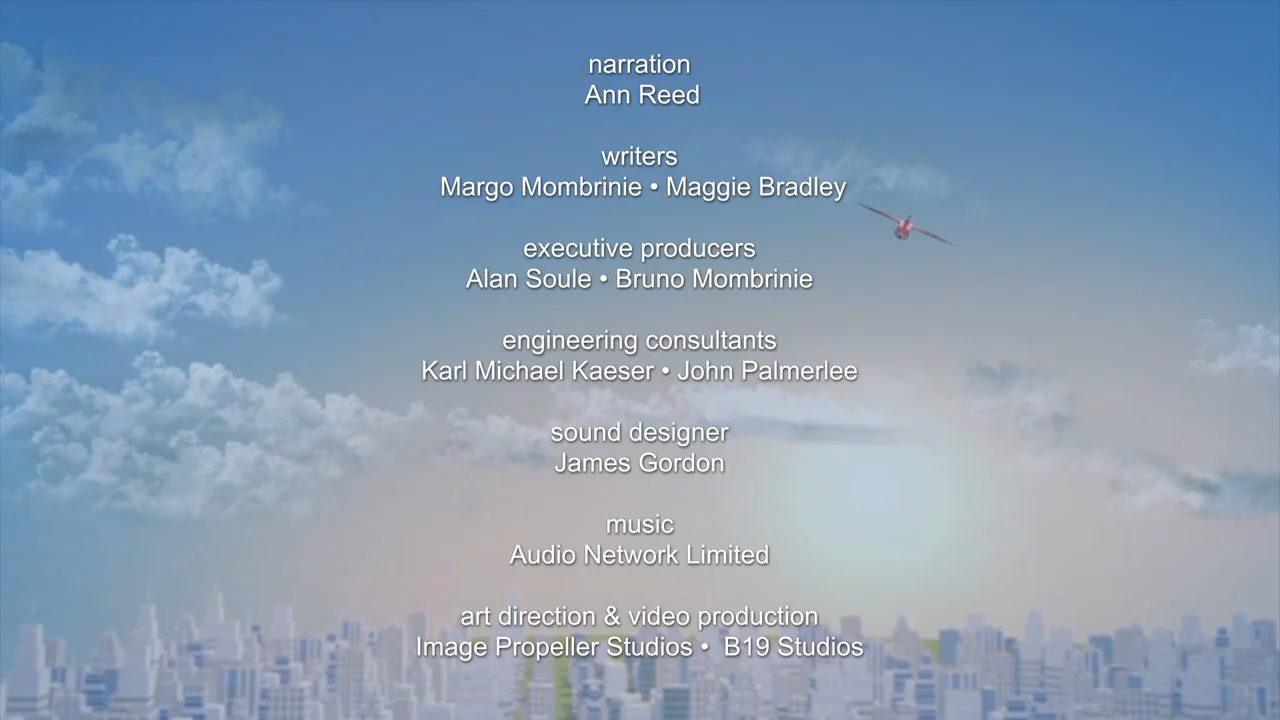 narration
Ann Reed
writers
Margo Mombrinie • Maggie Bradley
executive producers
Alan Soule • Bruno Mombrinie
engineering consultants
Karl Michael Kaeser • John Palmerlee
sound designer
James Gordon
music
Audio Network Limited
art direction & video production
Image Propeller Studios • B19 Studios